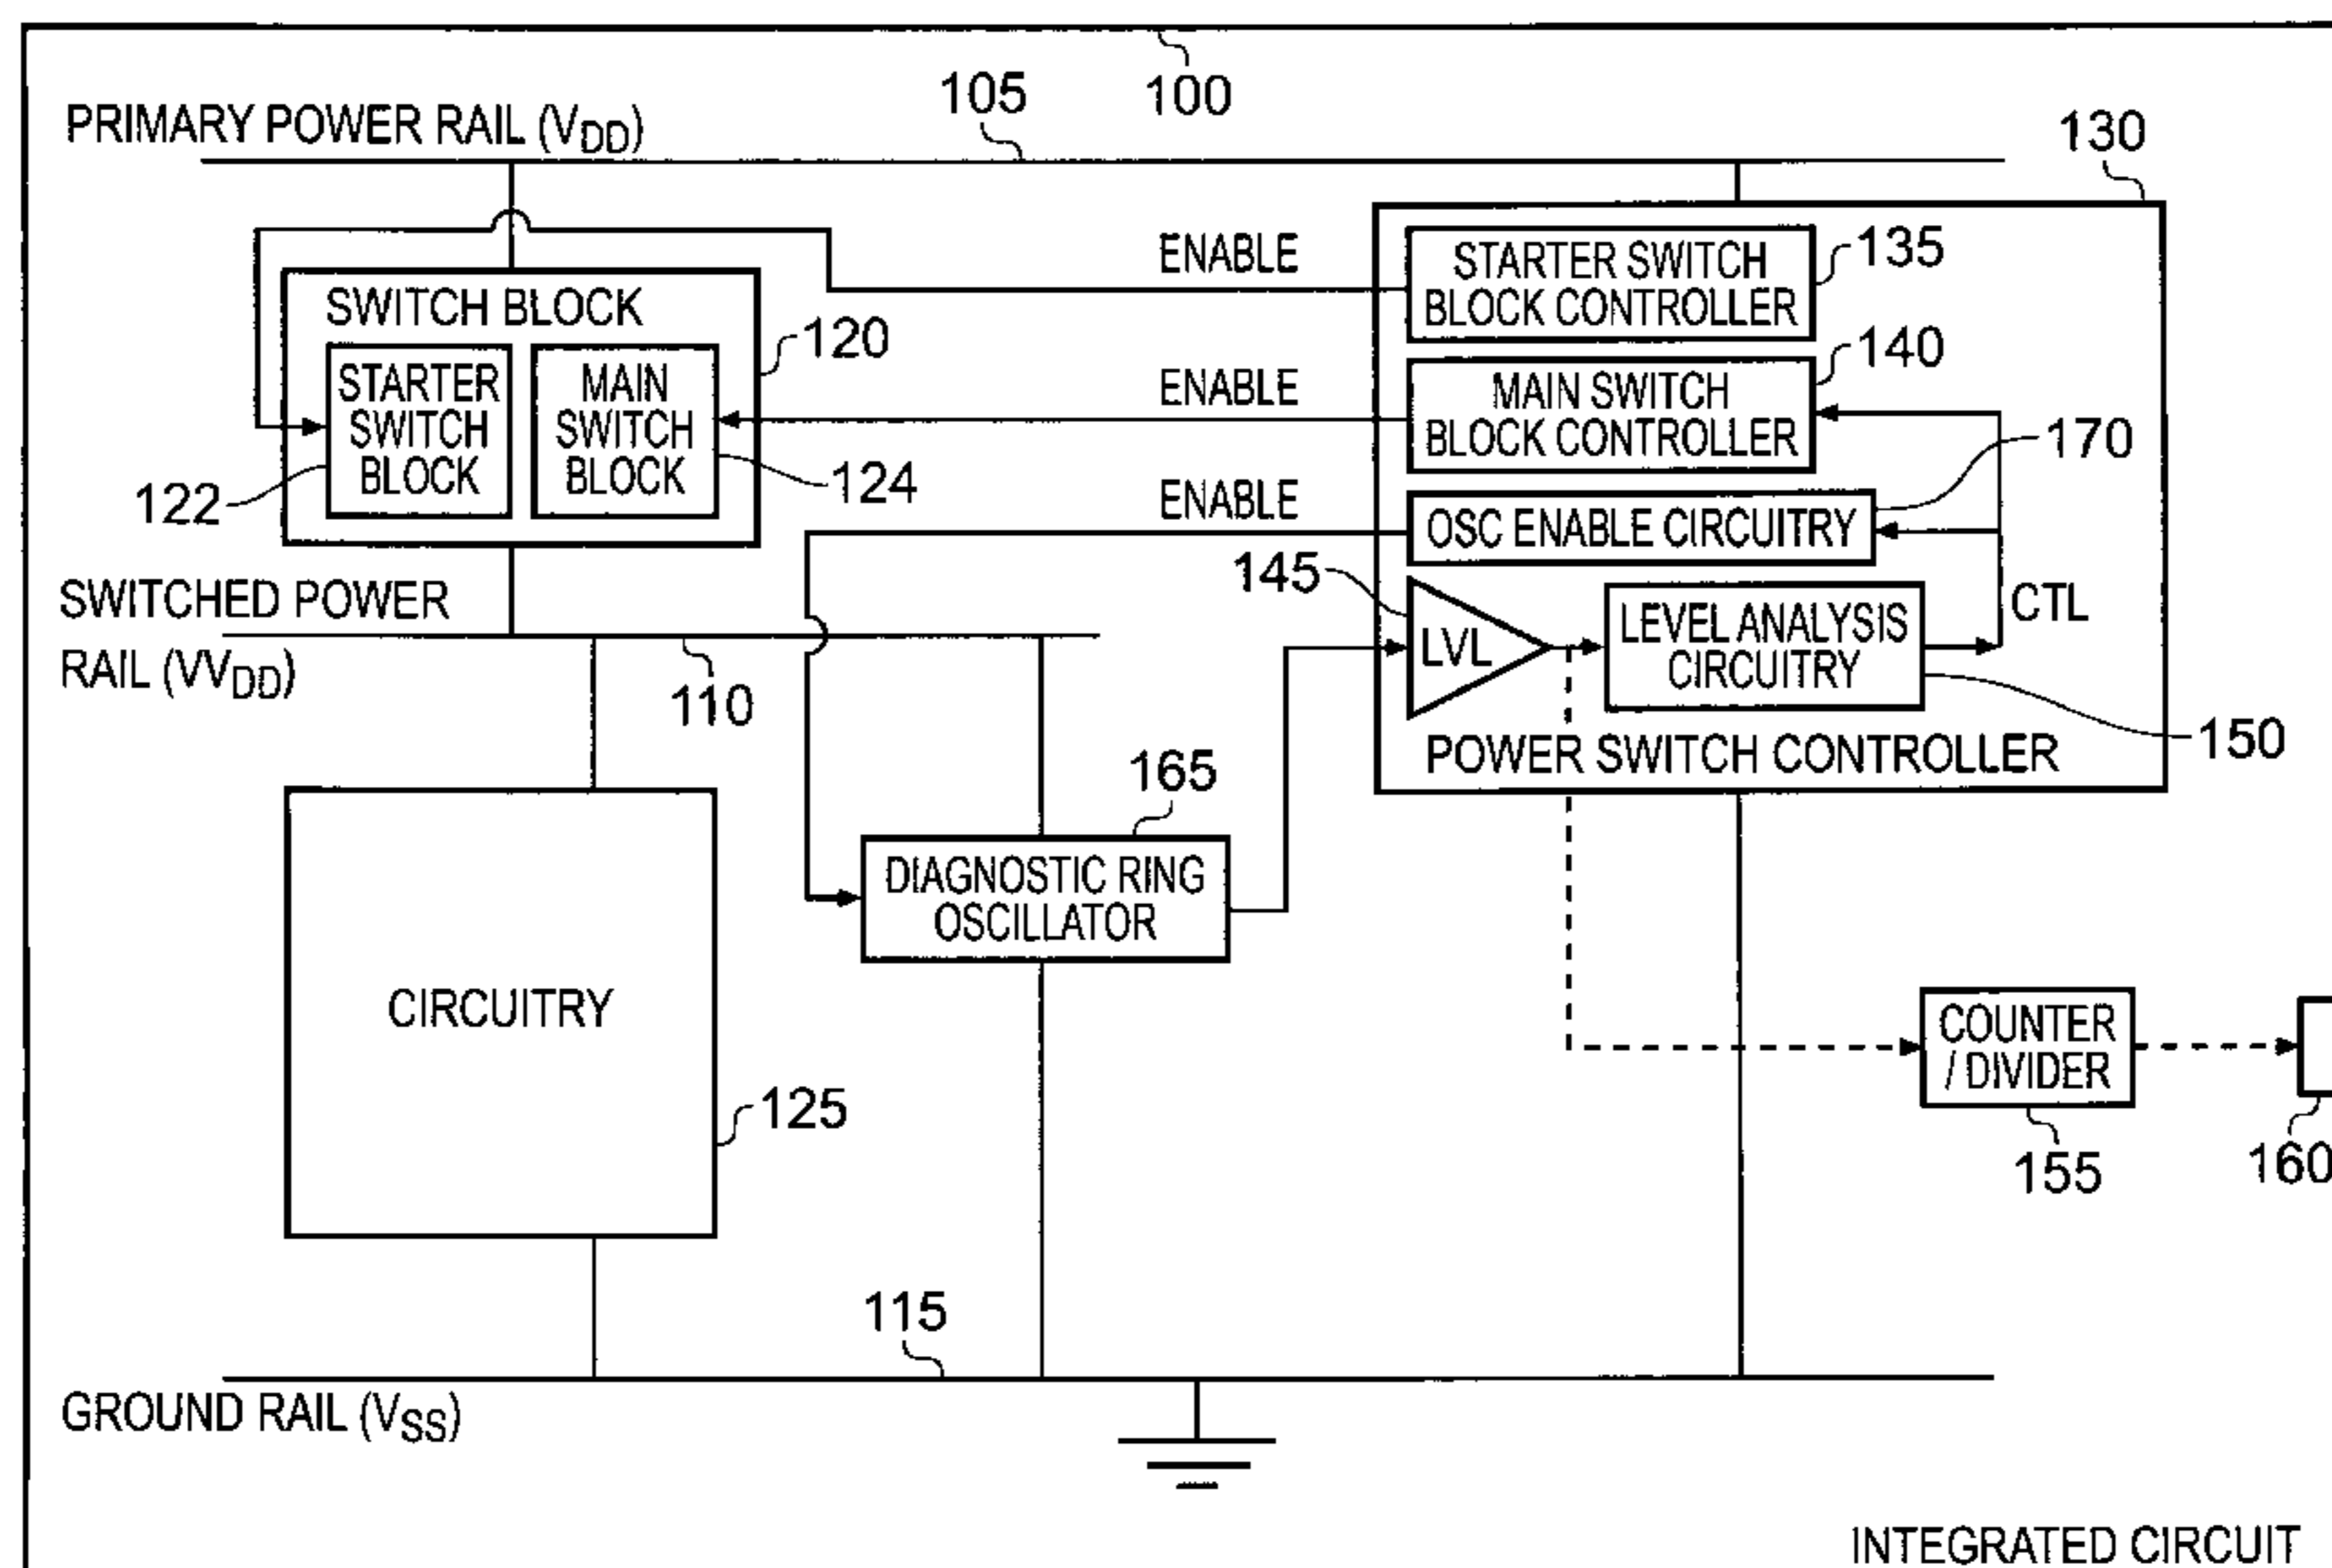 100
PRIMARY POWER RAIL (VDD)
105
130
ENABLE
STARTER SWITCH
BLOCK CONTROLLER
135
SWITCH BLOCK
120
STARTER
SWITCH
BLOCK
122
MAIN
SWITCH
BLOCK
124
ENABLE
MAIN SWITCH
BLOCK CONTROLLER
140
170
ENABLE
OSC ENABLE CIRCUITRY
145
LVL
LEVEL ANALYSIS
CIRCUITRY
CTL
150
POWER SWITCH CONTROLLER
SWITCHED POWER
RAIL (VVDD)
110
165
DIAGNOSTIC RING
OSCILLATOR
CIRCUITRY
125
COUNTER
/ DIVIDER
155
160
115
GROUND RAIL (VSS)
INTEGRATED CIRCUIT